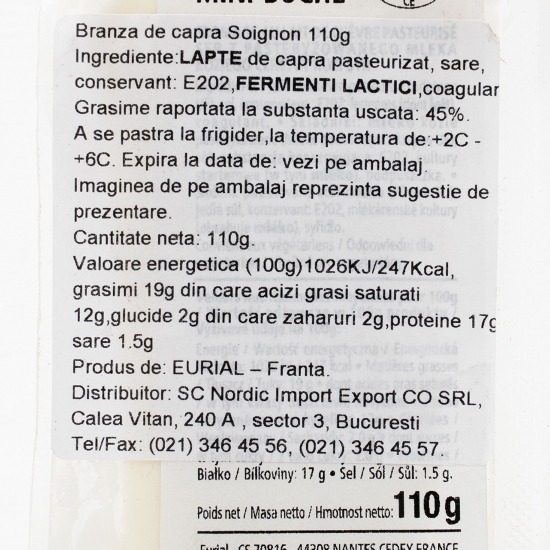 Branza de capra Soignon 110g
Ingrediente:LAPTE de capra pasteurizat, sare,
conservant: E202,FERMENTI LACTICI,coagular
Grasime raportata la substanta uscata: 45%.
A se pastra la frigider,la temperatura de:+2C -
+6C. Expira la data de: vezi pe ambalaj.
Imaginea de pe ambalaj reprezinta sugestie de
prezentare.
Cantitate neta: 110g.
Valoare energetica (100g)1026KJ/247Kcal,
grasimi 19g din care acizi grasi saturati
12g,glucide 2g din care zaharuri 2g,proteine 17g
sare 1.5g
Produs de: EURIAL – Franta.
Distribuitor: SC Nordic Import Export CO SRL,
Calea Vitan, 240 A , sector 3, Bucuresti
Tel/Fax: (021) 346 45 56, (021) 346 45 57.
Białko / Bílkoviny: 17 g • Sel / Sól / Sůl: 1.5 g.
Poids net / Masa netto / Hmotnost netto: 110 g